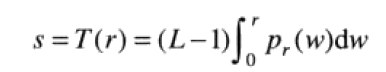 s = T(r) = (L − 1)∫₀ʳ pᵣ(w)dw